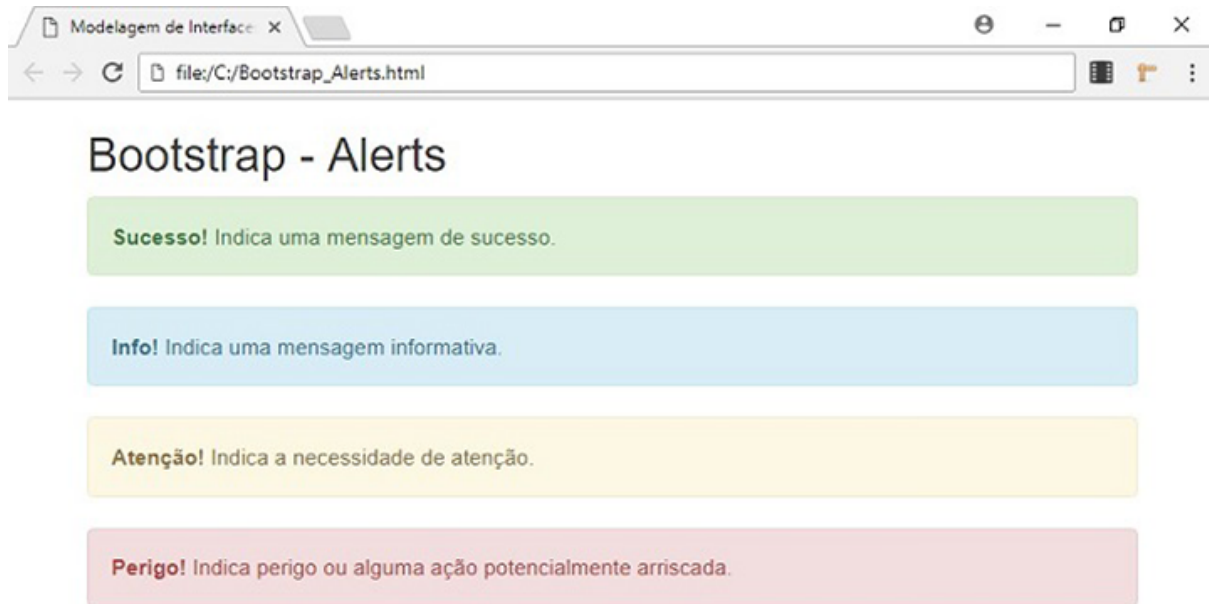 Modelagem de Interface
file:/C:/Bootstrap_Alerts.html
Bootstrap - Alerts
Sucesso! Indica uma mensagem de sucesso.
Info! Indica uma mensagem informativa.
Atenção! Indica a necessidade de atenção.
Perigo! Indica perigo ou alguma ação potencialmente arriscada.